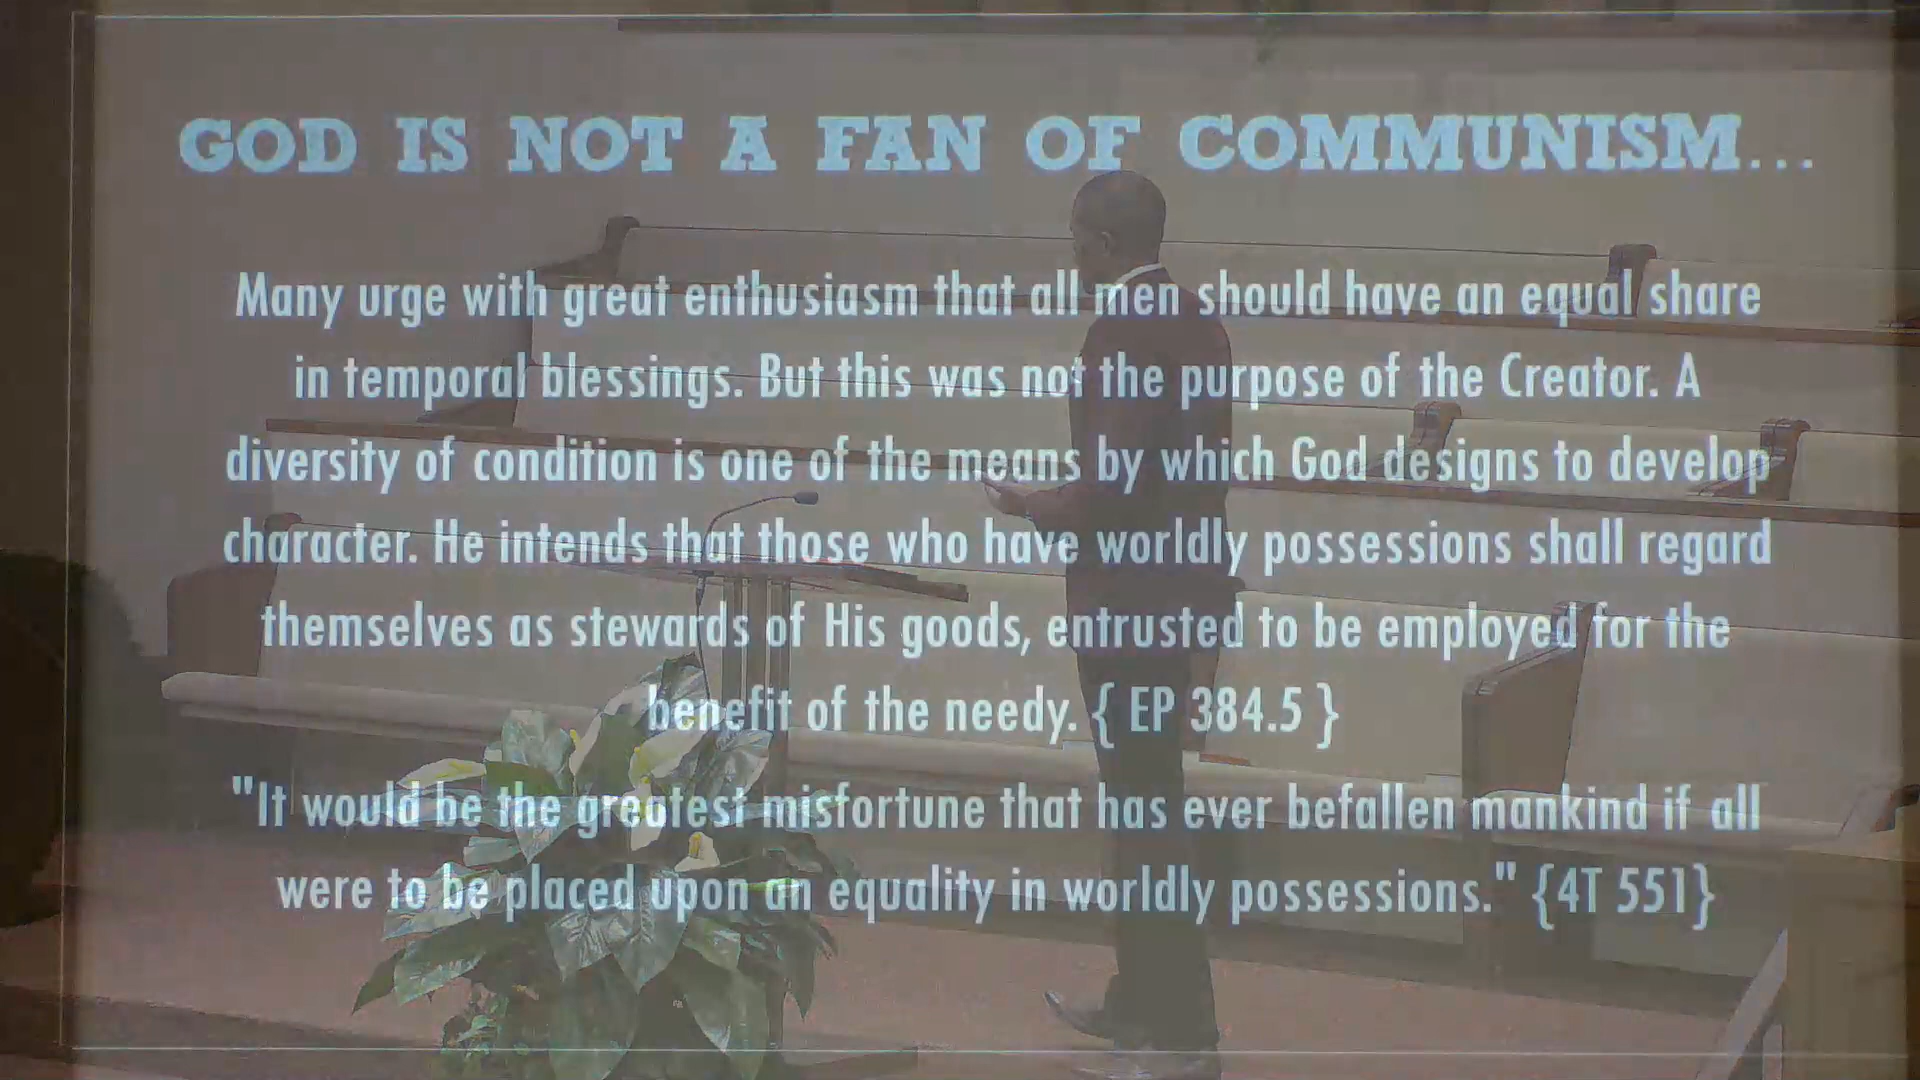 GOD IS NOT A FAN OF COMMUNISM...
Many urge with great enthusiasm that all men should have an equal share
in temporal blessings. But this was not the purpose of the Creator. A
diversity of condition is one of the means by which God designs to develop
character. He intends that those who have worldly possessions shall regard
themselves as stewards of His goods, entrusted to be employed for the
benefit of the needy. { EP 384.5 }
"It would be the greatest misfortune that has ever befallen mankind if all
were to be placed upon an equality in worldly possessions." {4T 551}